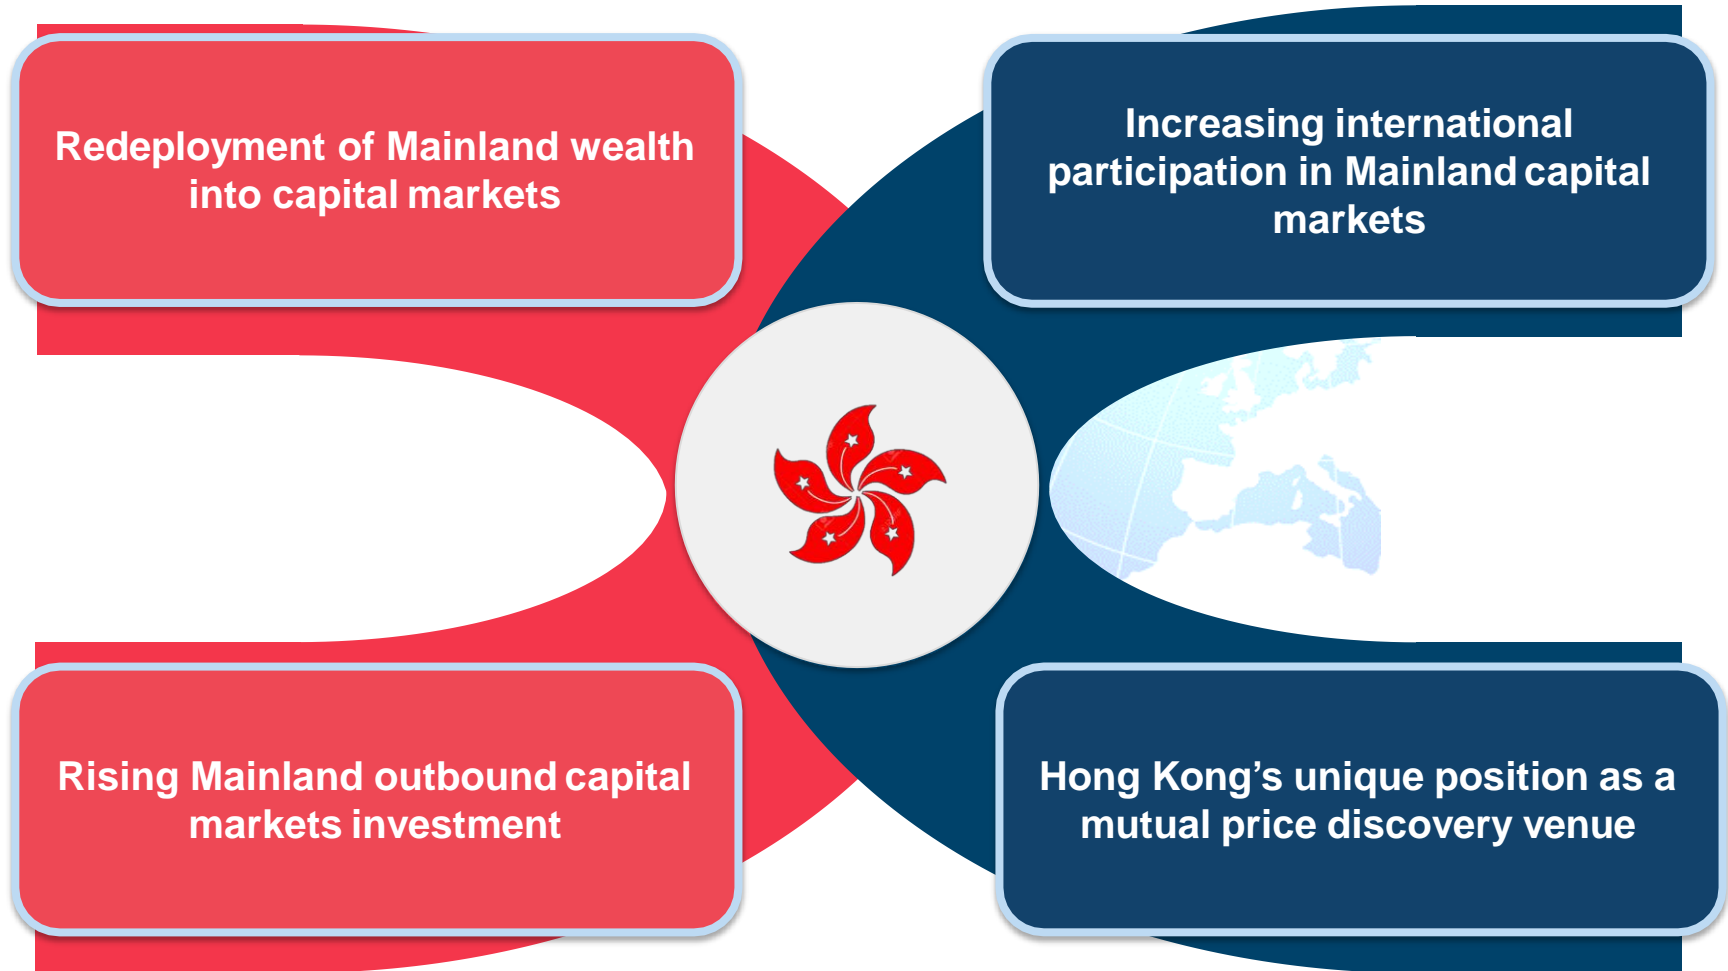 Redeployment of Mainland wealth
into capital markets
Increasing international
participation in Mainland capital
markets
Rising Mainland outbound capital
markets investment
Hong Kong’s unique position as a
mutual price discovery venue